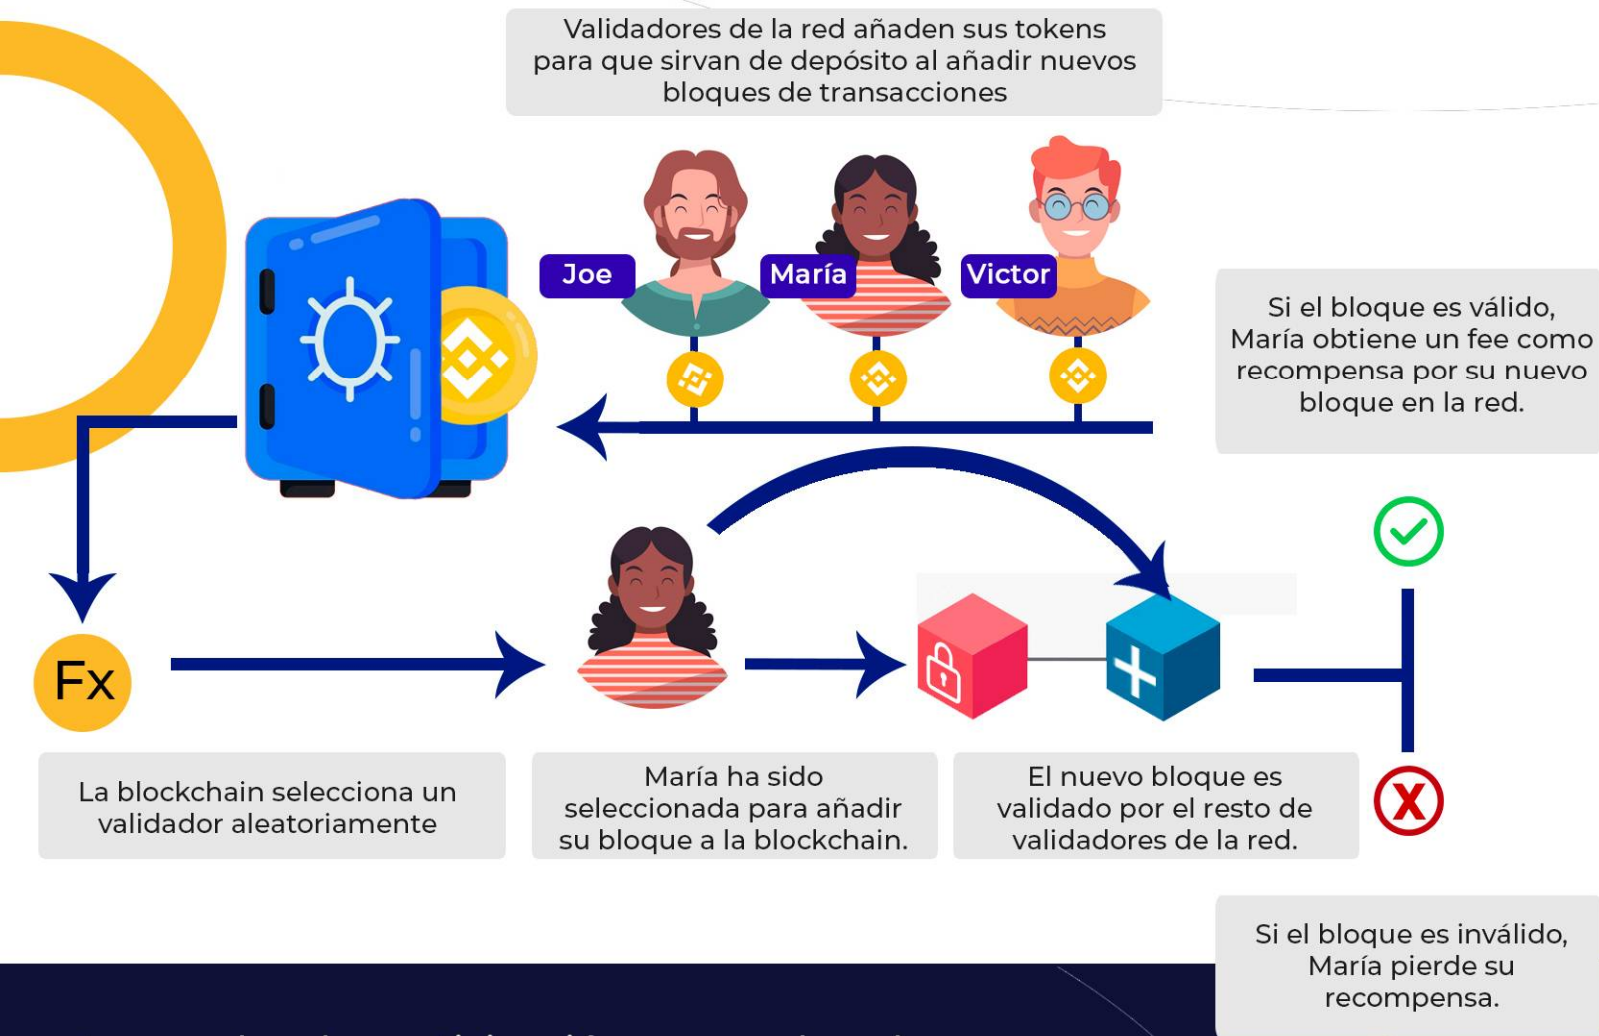 Validadores de la red añaden sus tokens
para que sirvan de depósito al añadir nuevos
bloques de transacciones
Joe
María
Victor
Si el bloque es válido,
María obtiene un fee como
recompensa por su nuevo
bloque en la red.
Fx
La blockchain selecciona un
validador aleatoriamente
María ha sido
seleccionada para añadir
su bloque a la blockchain.
El nuevo bloque es
validado por el resto de
validadores de la red.
X
Si el bloque es inválido,
María pierde su
recompensa.